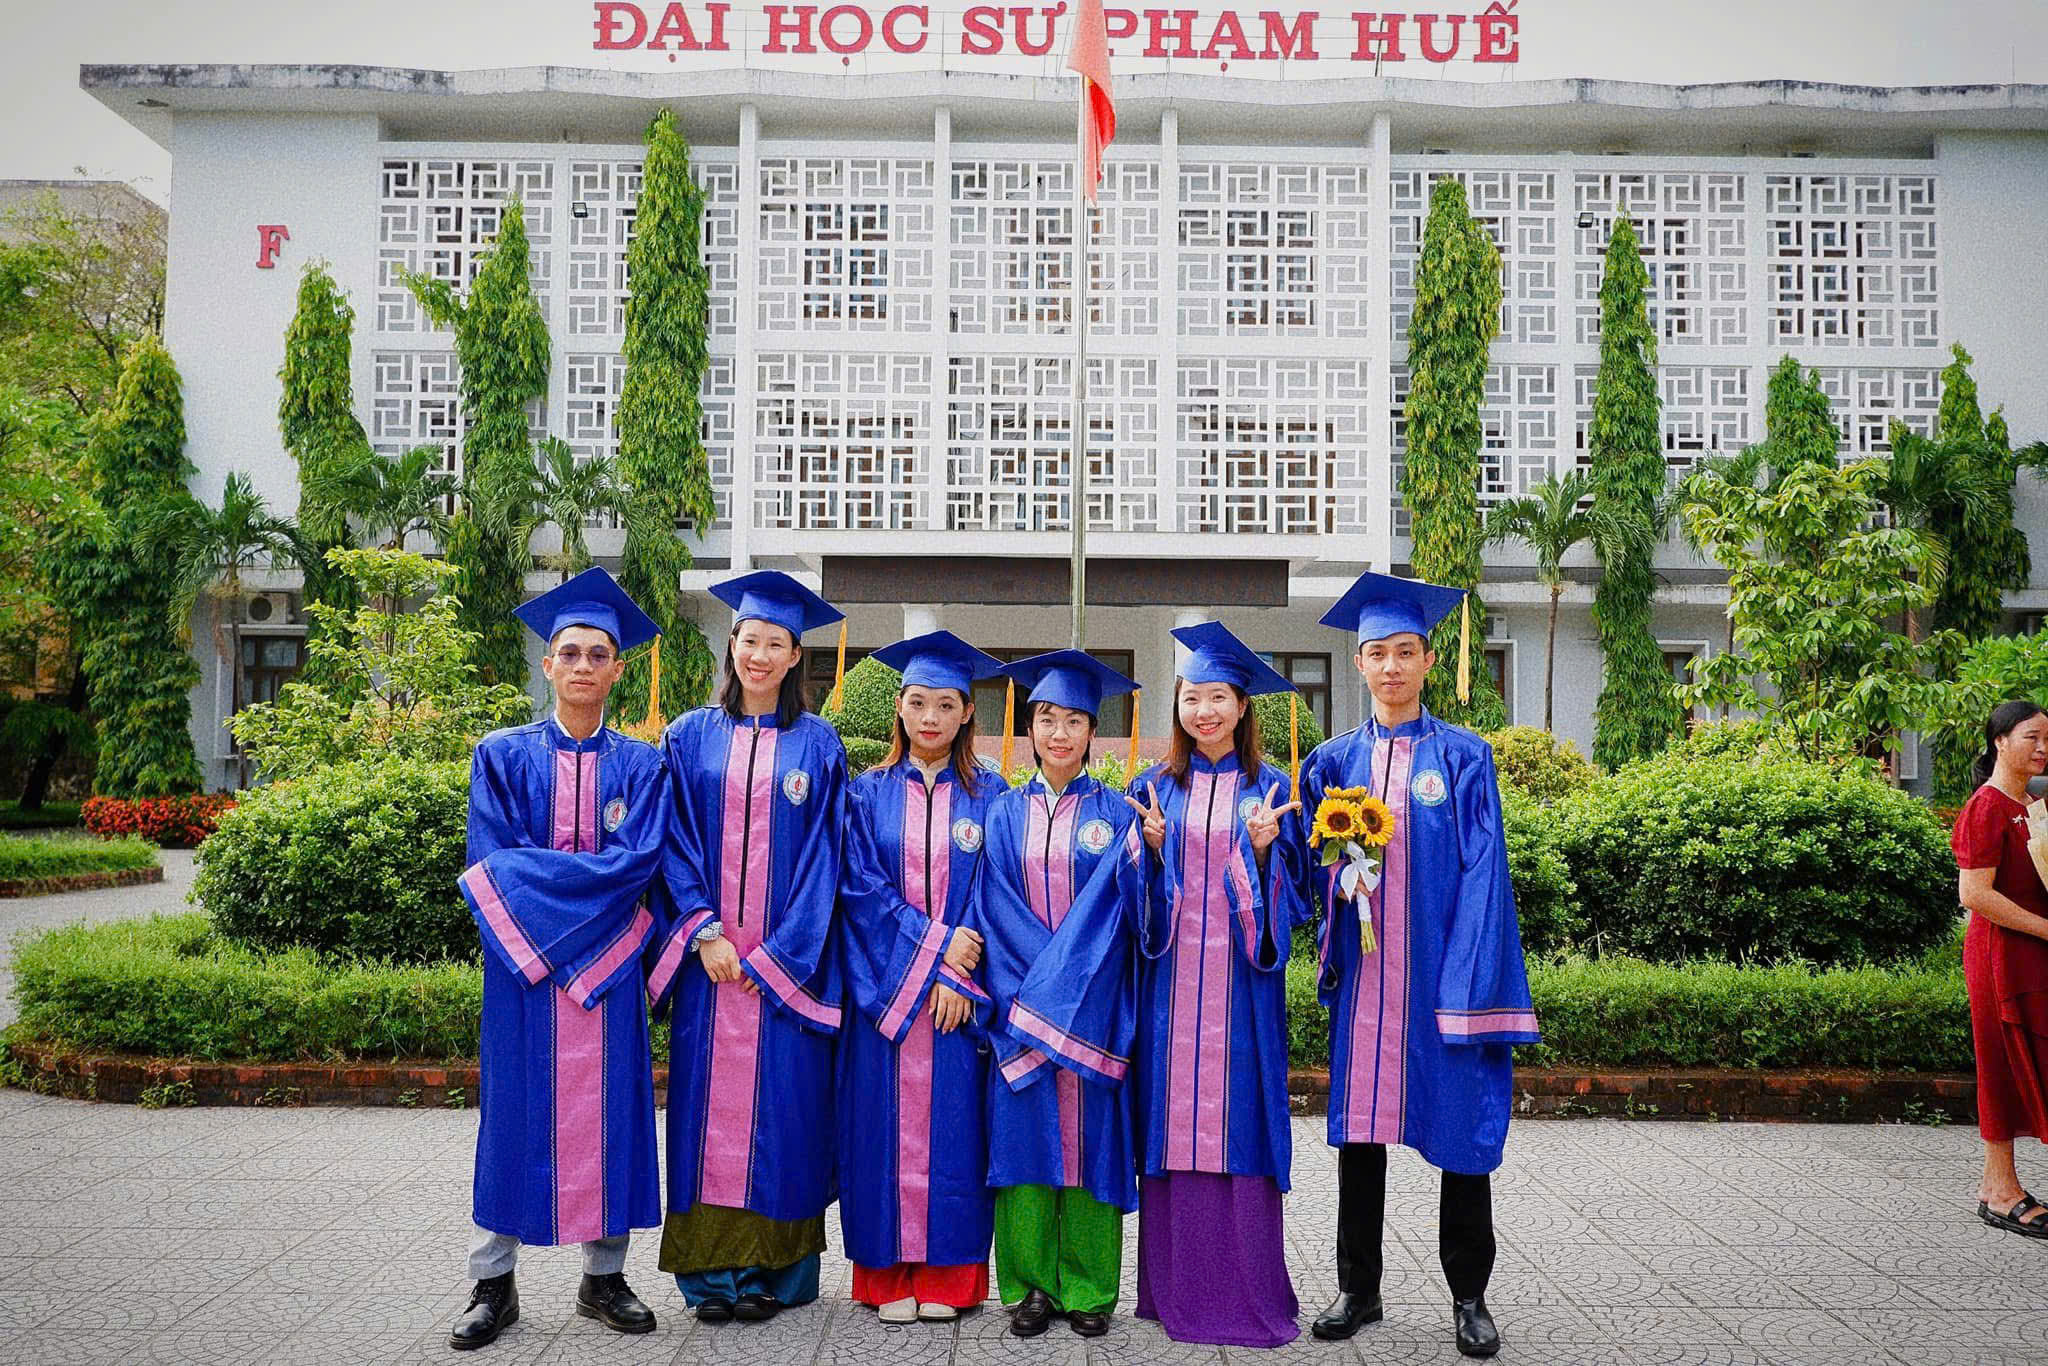 ĐẠI HỌC SƯ PHẠM HUẾ
F